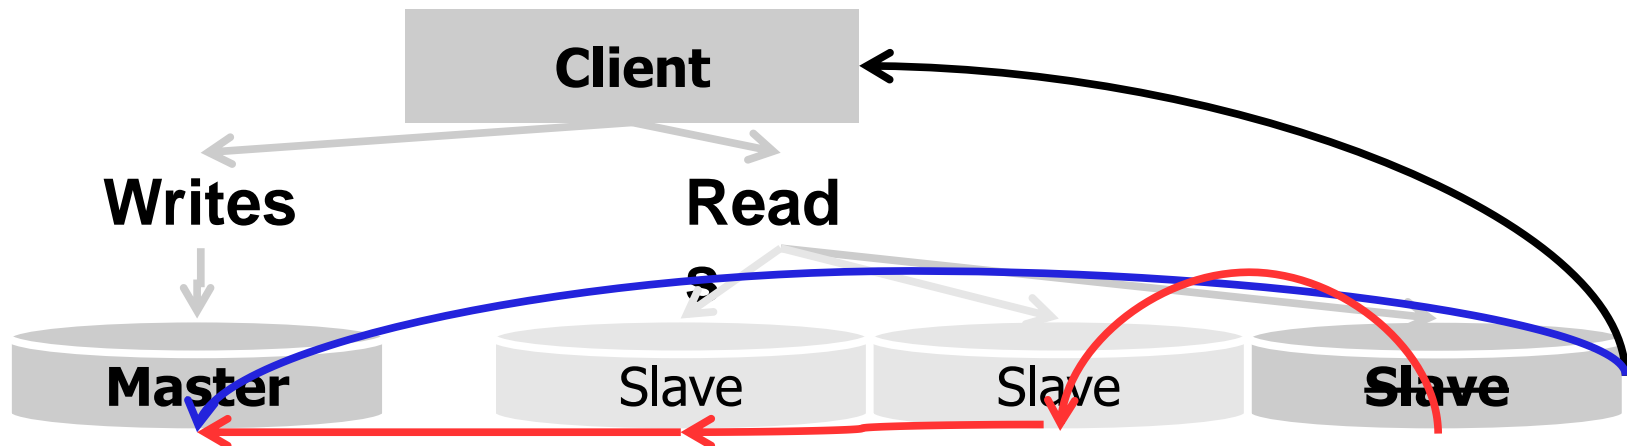 Client
Writes
Read
s
Master
Slave
Slave
Slave